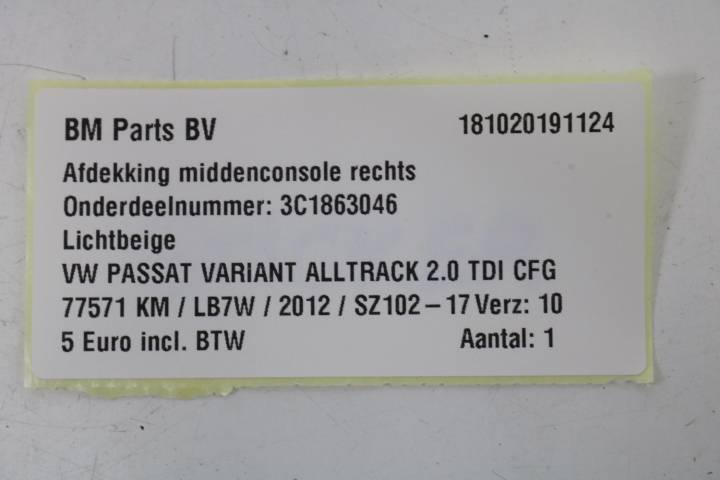 BM Parts BV 181020191124
Afdekking middenconsole rechts
Onderdeelnummer: 3C1863046
Lichtbeige
VW PASSAT VARIANT ALLTRACK 2.0 TDI CFG
77571 KM / LB7W / 2012 / SZ102-17 Verz: 10
5 Euro incl. BTW Aantal: 1